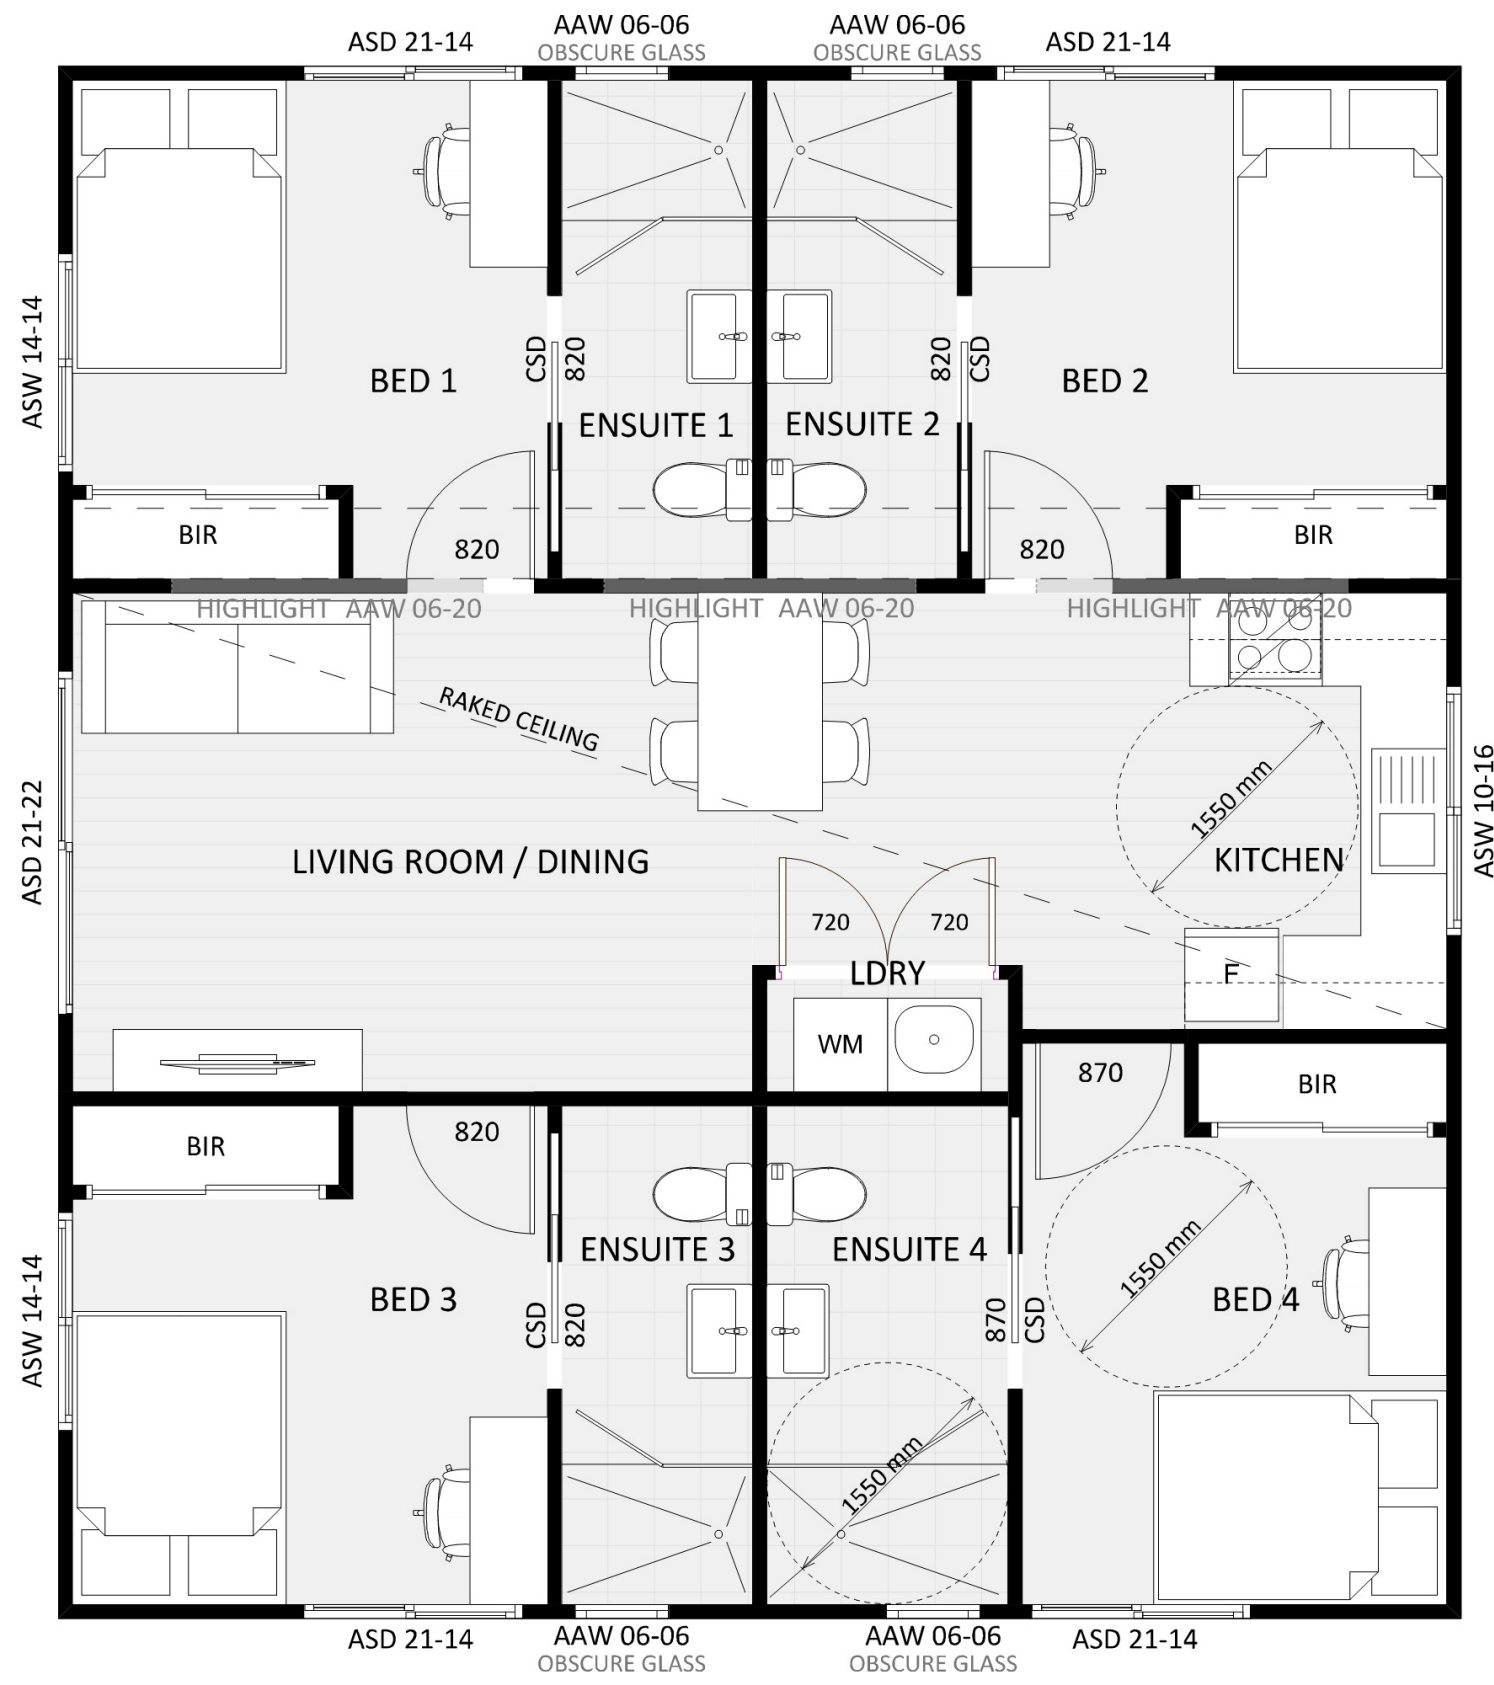 ASD 21-14
AAW 06-06
OBSCURE GLASS
AAW 06-06
OBSCURE GLASS
ASD 21-14
ASW 14-14
BED 1
CSD
820
ENSUITE 1
ENSUITE 2
820
CSD
BED 2
BIR
820
820
BIR
HIGHLIGHT AAW 06-20
HIGHLIGHT AAW 06-20
HIGHLIGHT AAW 06-20
RAKED CEILING
ASD 21-22
LIVING ROOM / DINING
1550 mm
KITCHEN
ASW 10-16
720
720
LDRY
F
WM
870
BIR
BIR
820
ASW 14-14
BED 3
CSD
820
ENSUITE 3
ENSUITE 4
870
CSD
1550 mm
BED 4
1550 mm
ASD 21-14
AAW 06-06
OBSCURE GLASS
AAW 06-06
OBSCURE GLASS
ASD 21-14